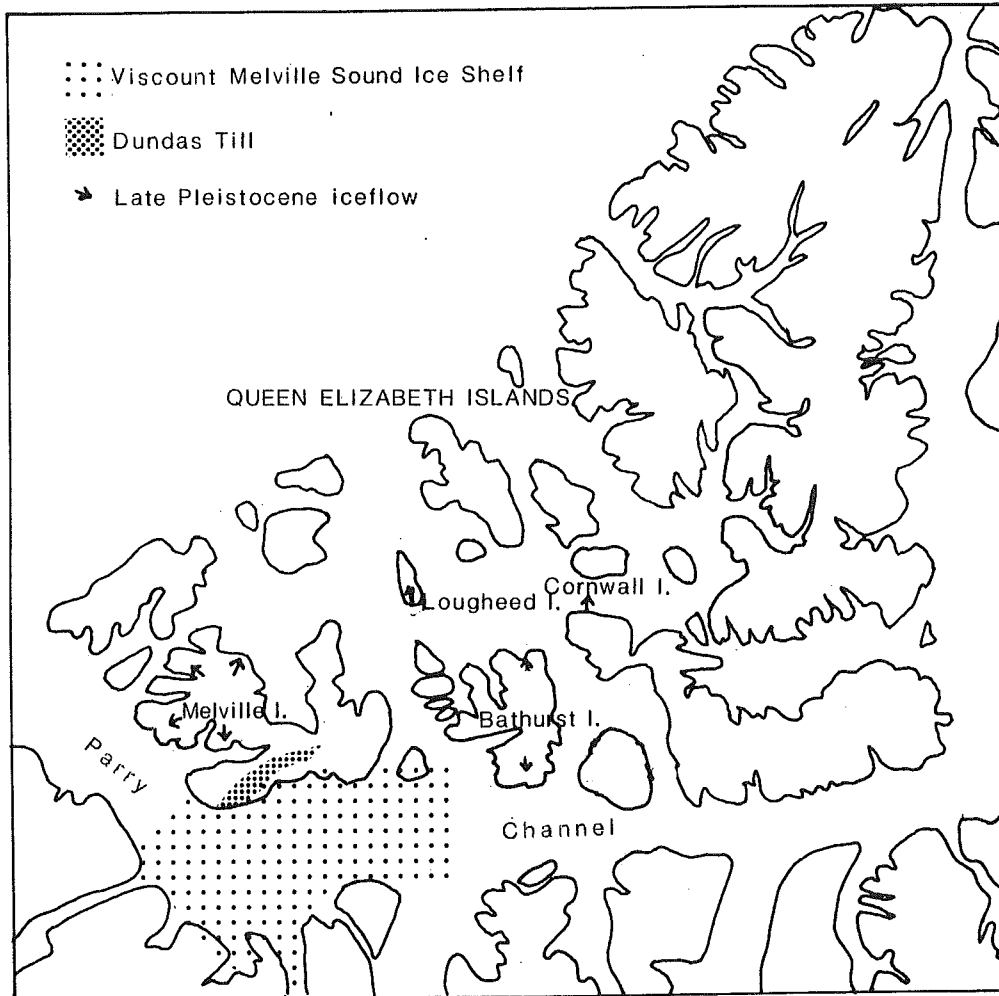 Viscount Melville Sound Ice Shelf
Dundas Till
Late Pleistocene iceflow
QUEEN ELIZABETH ISLANDS
Cornwall I.
Lougheed I.
Melville I.
Bathurst I.
Parry
Channel